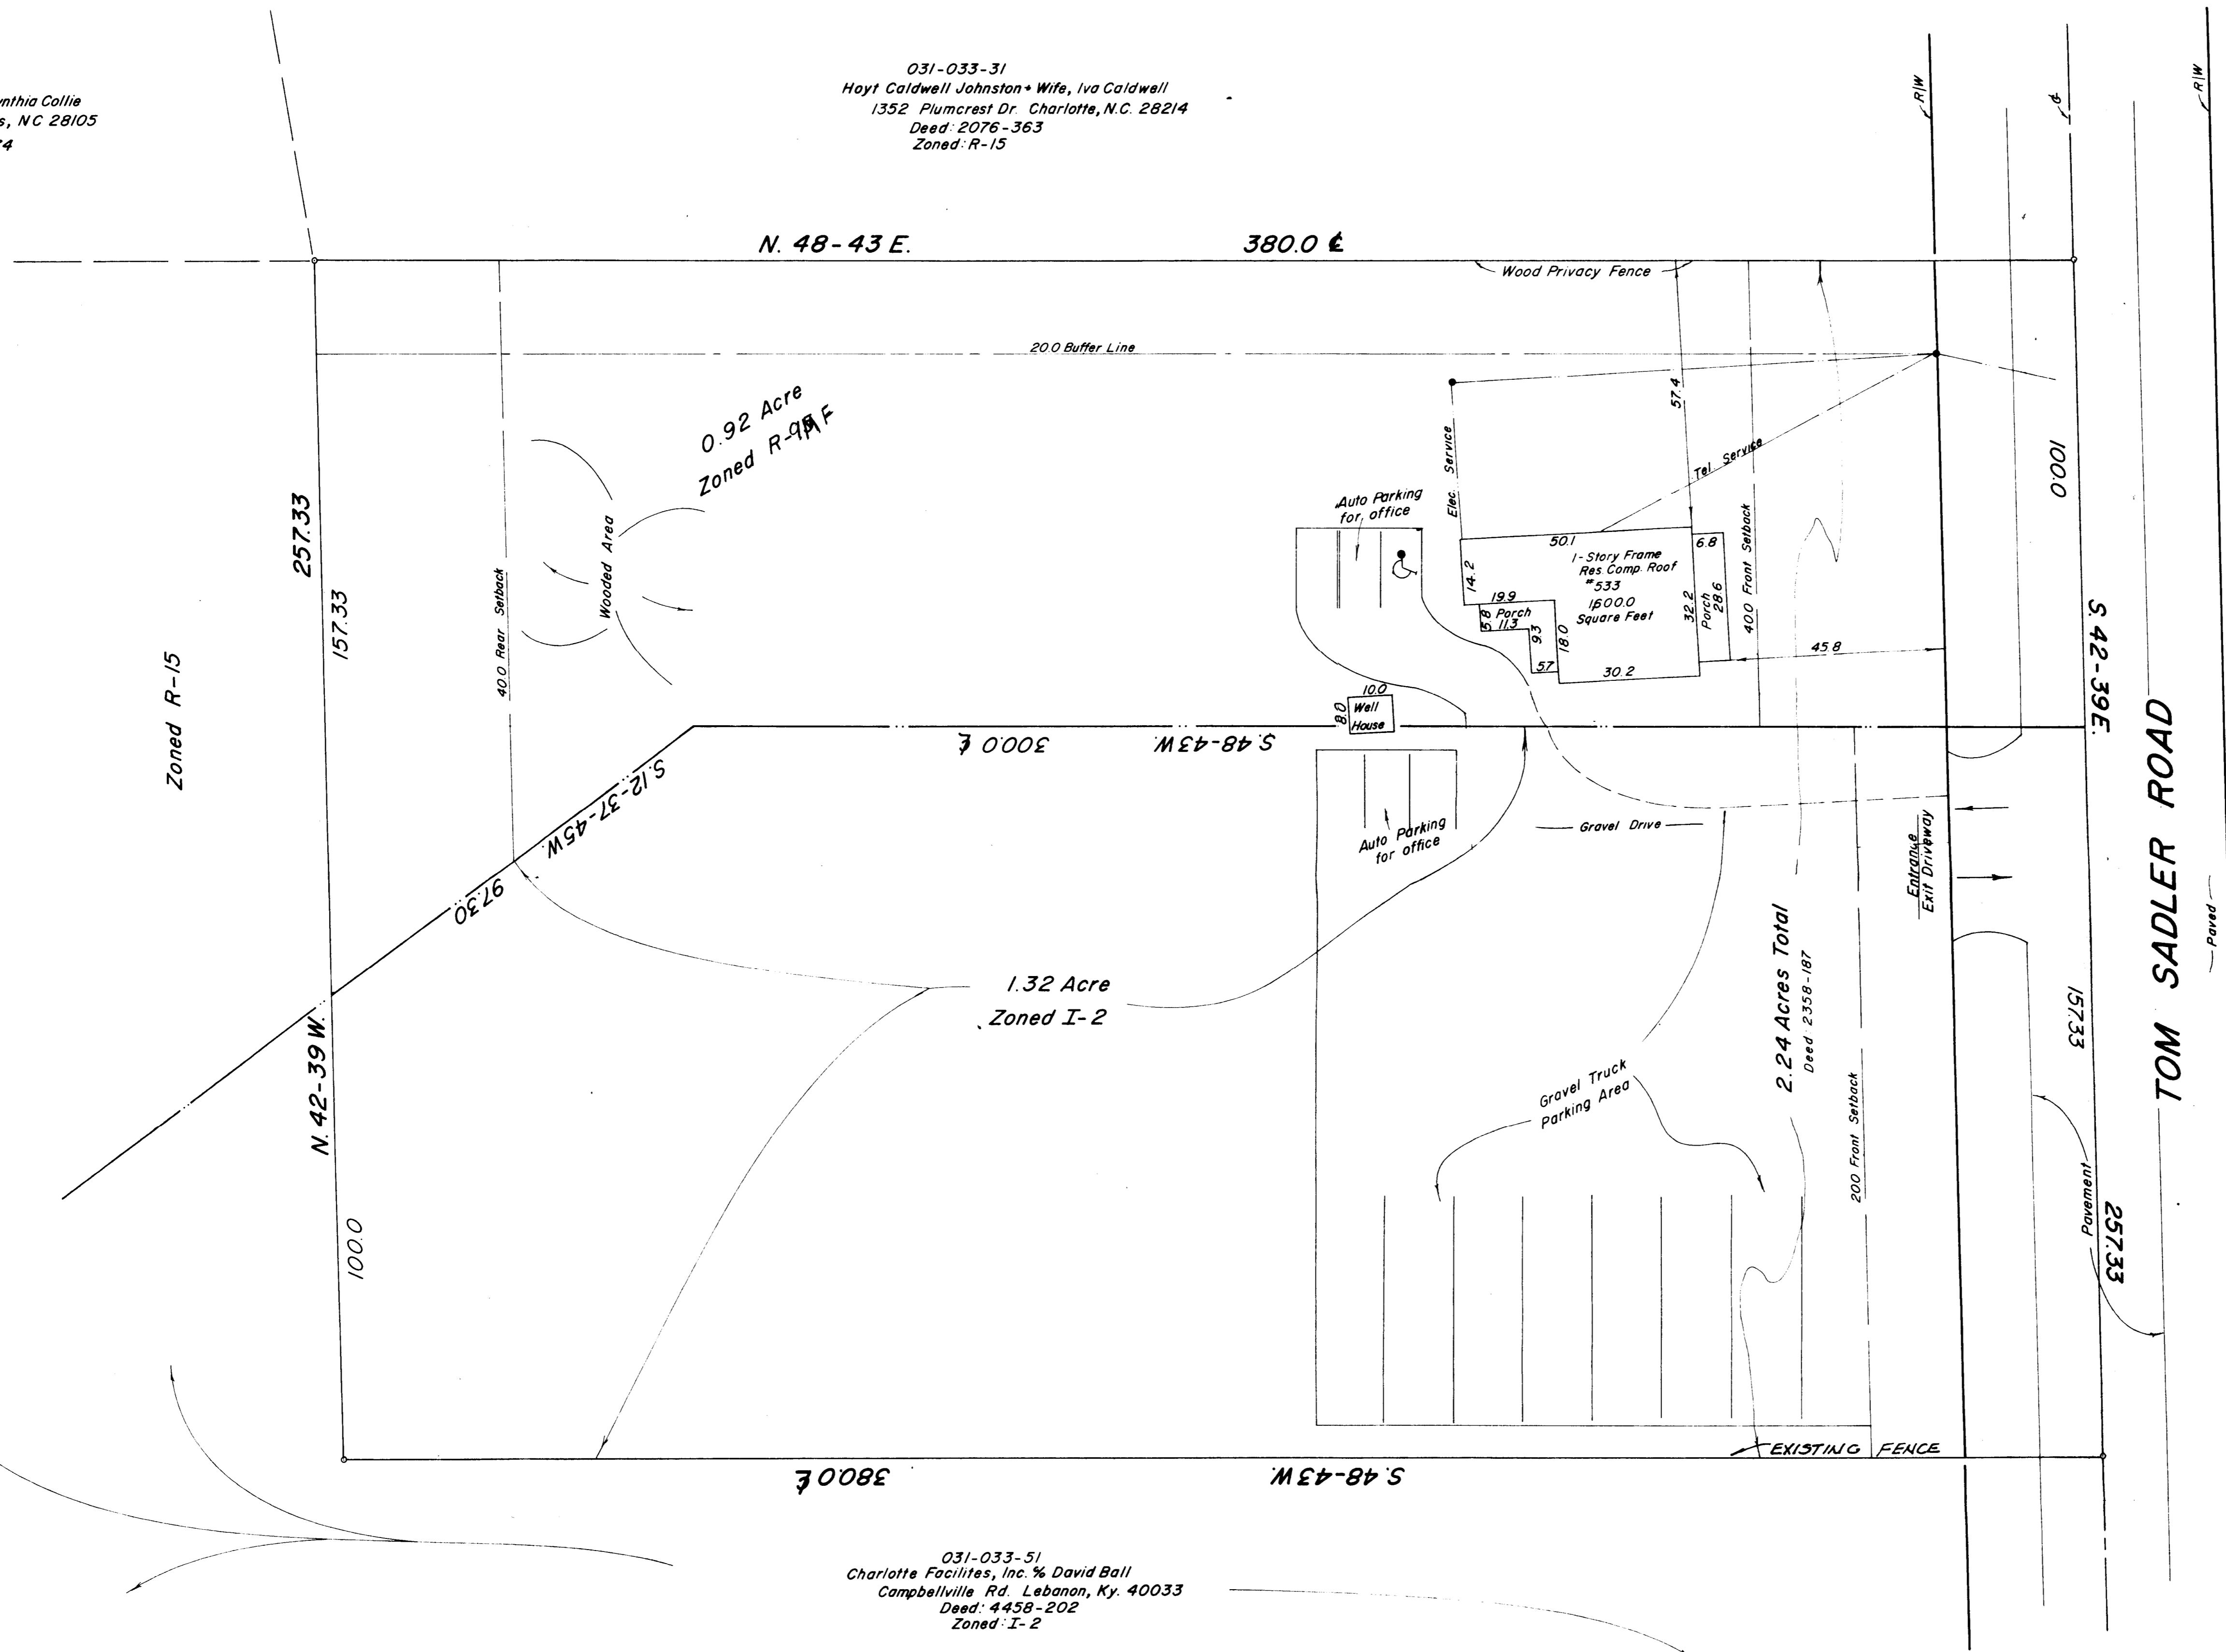 031-033-31
Hoyt Caldwell Johnston + Wife, Iva Caldwell
1352 Plumcrest Dr. Charlotte, N.C. 28214
Deed: 2076-363
Zoned: R-15
nthia Collie
s, NC 28105
4
R/W
R/W
N. 48-43 E.
380.0 ℄
Wood Privacy Fence
20.0 Buffer Line
0.92 Acre
Zoned
257.33
157.33
Zoned R-15
40.0 Rear Setback
Wooded Area
Auto Parking
for office
Elec. Service
Tel. Service
57.4
50.1
6.8
1-Story Frame
Res. Comp. Roof
#533
1600.0
Square Feet
14.2
19.9
5.8
Porch
11.3
9.3
5.7
18.0
30.2
32.2
Porch
28.6
40.0 Front Setback
45.8
100.0
S. 42-39E.
10.0
8.0
Well
House
300.0 ℄
S. 48-43W.
S. 12-37-45W.
97.30
Auto Parking
for office
Gravel Drive
Entrance
Exit Driveway
TOM SADLER ROAD
Paved
1.32 Acre
Zoned I-2
2.24 Acres Total
Deed 2358-187
157.33
Gravel Truck
Parking Area
200 Front Setback
Pavement
257.33
N. 42-39 W.
100.0
EXISTING FENCE
380.0 ℄
S. 48-43W.
031-033-51
Charlotte Facilites, Inc. % David Ball
Campbellville Rd. Lebanon, Ky. 40033
Deed: 4458-202
Zoned: I-2